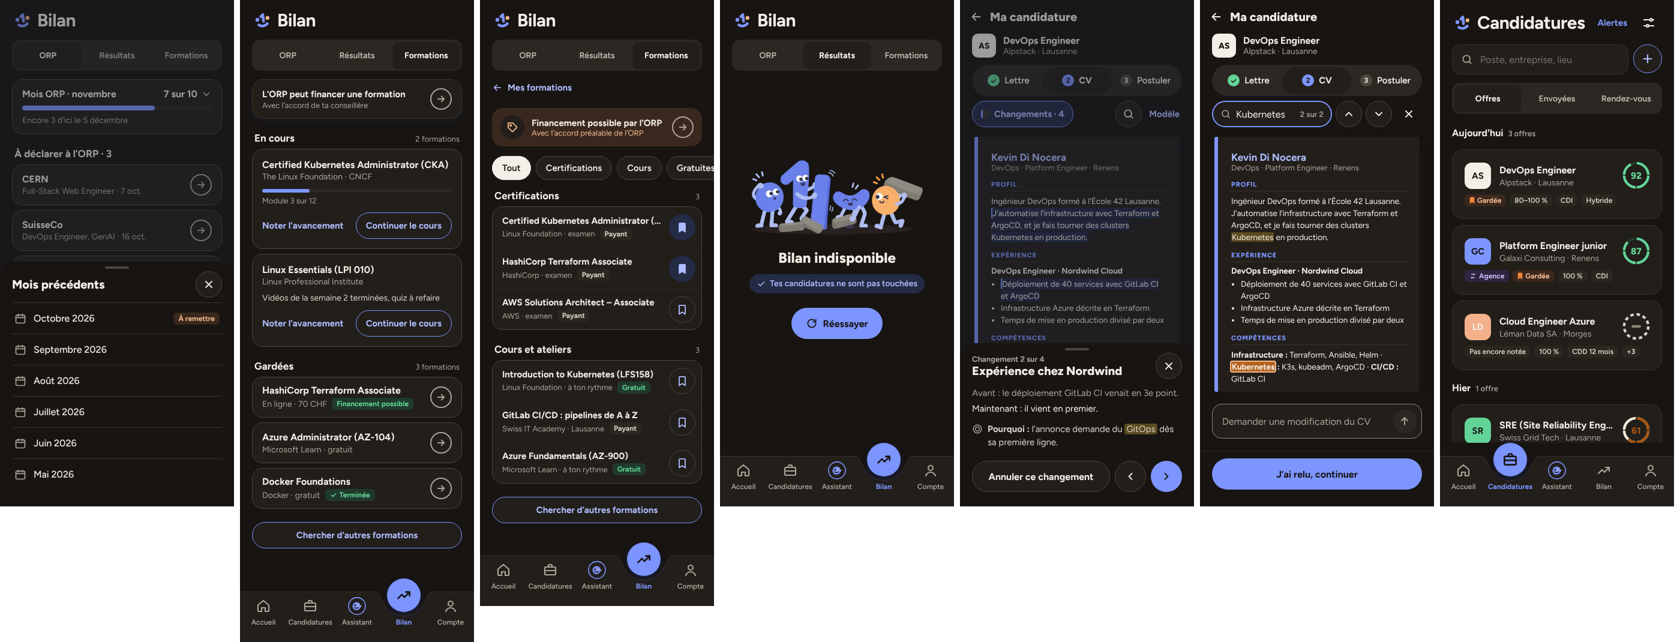 Bilan
ORP
Résultats
Formations
Mois ORP · novembre
7 sur 10
Encore 3 d'ici le 5 décembre
À déclarer à l'ORP · 3
CERN
Full-Stack Web Engineer · 7 oct.
SuisseCo
DevOps Engineer, GenAI · 16 oct.
Mois précédents
Octobre 2026
À remettre
Septembre 2026
Août 2026
Juillet 2026
Juin 2026
Mai 2026
Bilan
ORP
Résultats
Formations
L'ORP peut financer une formation
Avec l'accord de ta conseillère
En cours
2 formations
Certified Kubernetes Administrator (CKA)
The Linux Foundation · CNCF
Module 3 sur 12
Noter l'avancement
Continuer le cours
Linux Essentials (LPI 010)
Linux Professional Institute
Vidéos de la semaine 2 terminées, quiz à refaire
Noter l'avancement
Continuer le cours
Gardées
3 formations
HashiCorp Terraform Associate
En ligne · 70 CHF
Financement possible
Azure Administrator (AZ-104)
Microsoft Learn · gratuit
Docker Foundations
Docker · gratuit
Terminée
Chercher d'autres formations
Accueil
Candidatures
Assistant
Bilan
Compte
Bilan
ORP
Résultats
Formations
Mes formations
Financement possible par l'ORP
Avec l'accord préalable de l'ORP
Tout
Certifications
Cours
Gratuites
Certifications
3
Certified Kubernetes Administrator (...
Linux Foundation · examen
Payant
HashiCorp Terraform Associate
HashiCorp · examen
Payant
AWS Solutions Architect – Associate
AWS · examen
Payant
Cours et ateliers
3
Introduction to Kubernetes (LFS158)
Linux Foundation · à ton rythme
Gratuit
GitLab CI/CD : pipelines de A à Z
Swiss IT Academy · Lausanne
Payant
Azure Fundamentals (AZ-900)
Microsoft Learn · à ton rythme
Gratuit
Chercher d'autres formations
Accueil
Candidatures
Assistant
Bilan
Compte
Bilan
ORP
Résultats
Formations
Bilan indisponible
Tes candidatures ne sont pas touchées
Réessayer
Accueil
Candidatures
Assistant
Bilan
Compte
Ma candidature
AS
DevOps Engineer
Alpstack · Lausanne
Lettre
2
CV
3
Postuler
Changements · 4
Modèle
Kevin Di Nocera
DevOps · Platform Engineer · Renens
PROFIL
Ingénieur DevOps formé à l'École 42 Lausanne.
J'automatise l'infrastructure avec Terraform et
ArgoCD, et je fais tourner des clusters
Kubernetes en production.
EXPÉRIENCE
DevOps Engineer · Nordwind Cloud
• Déploiement de 40 services avec GitLab CI
et ArgoCD
• Infrastructure Azure décrite en Terraform
• Temps de mise en production divisé par deux
COMPÉTENCES
Changement 2 sur 4
Expérience chez Nordwind
Avant : le déploiement GitLab CI venait en 3e point.
Maintenant : il vient en premier.
Pourquoi : l'annonce demande du GitOps dès
sa première ligne.
Annuler ce changement
Ma candidature
AS
DevOps Engineer
Alpstack · Lausanne
Lettre
2
CV
3
Postuler
Kubernetes
2 sur 2
Kevin Di Nocera
DevOps · Platform Engineer · Renens
PROFIL
Ingénieur DevOps formé à l'École 42 Lausanne.
J'automatise l'infrastructure avec Terraform et
ArgoCD, et je fais tourner des clusters
Kubernetes en production.
EXPÉRIENCE
DevOps Engineer · Nordwind Cloud
• Déploiement de 40 services avec GitLab CI et
ArgoCD
• Infrastructure Azure décrite en Terraform
• Temps de mise en production divisé par deux
COMPÉTENCES
Infrastructure : Terraform, Ansible, Helm ·
Kubernetes : K3s, kubeadm, ArgoCD · CI/CD :
GitLab CI
Demander une modification du CV
J'ai relu, continuer
Candidatures
Alertes
Poste, entreprise, lieu
Offres
Envoyées
Rendez-vous
Aujourd'hui
3 offres
AS
DevOps Engineer
Alpstack · Lausanne
92
Gardée
80–100 %
CDI
Hybride
GC
Platform Engineer junior
Galaxi Consulting · Renens
87
Agence
Gardée
100 %
CDI
LD
Cloud Engineer Azure
Léman Data SA · Morges
Pas encore notée
100 %
CDD 12 mois
+3
Hier
1 offre
SR
SRE (Site Reliability Eng...
Swiss Grid Tech · Lausanne
61
Accueil
Candidatures
Assistant
Bilan
Compte